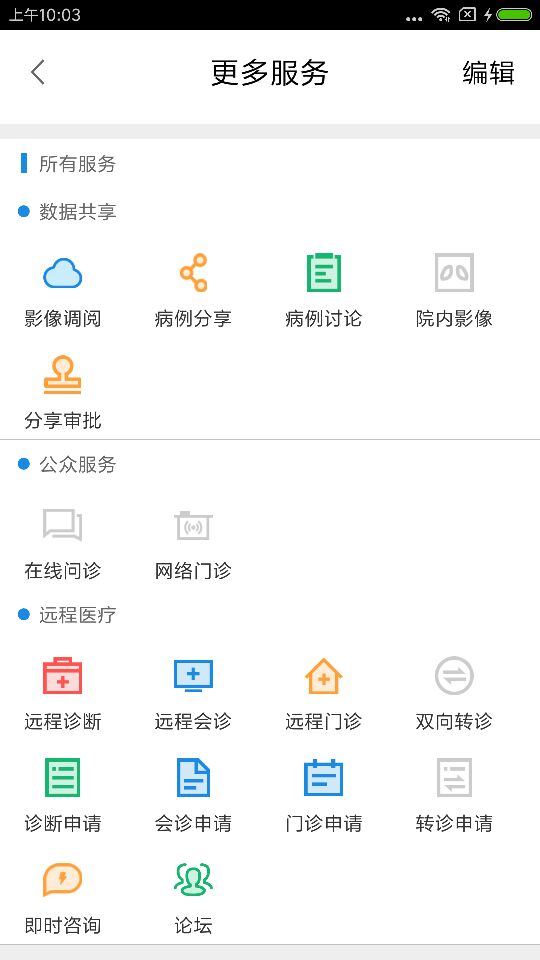 上午10:03
更多服务
编辑
所有服务
数据共享
影像调阅 病例分享 病例讨论 院内影像
分享审批
公众服务
在线问诊 网络门诊
远程医疗
远程诊断 远程会诊 远程门诊 双向转诊
诊断申请 会诊申请 门诊申请 转诊申请
即时咨询 论坛